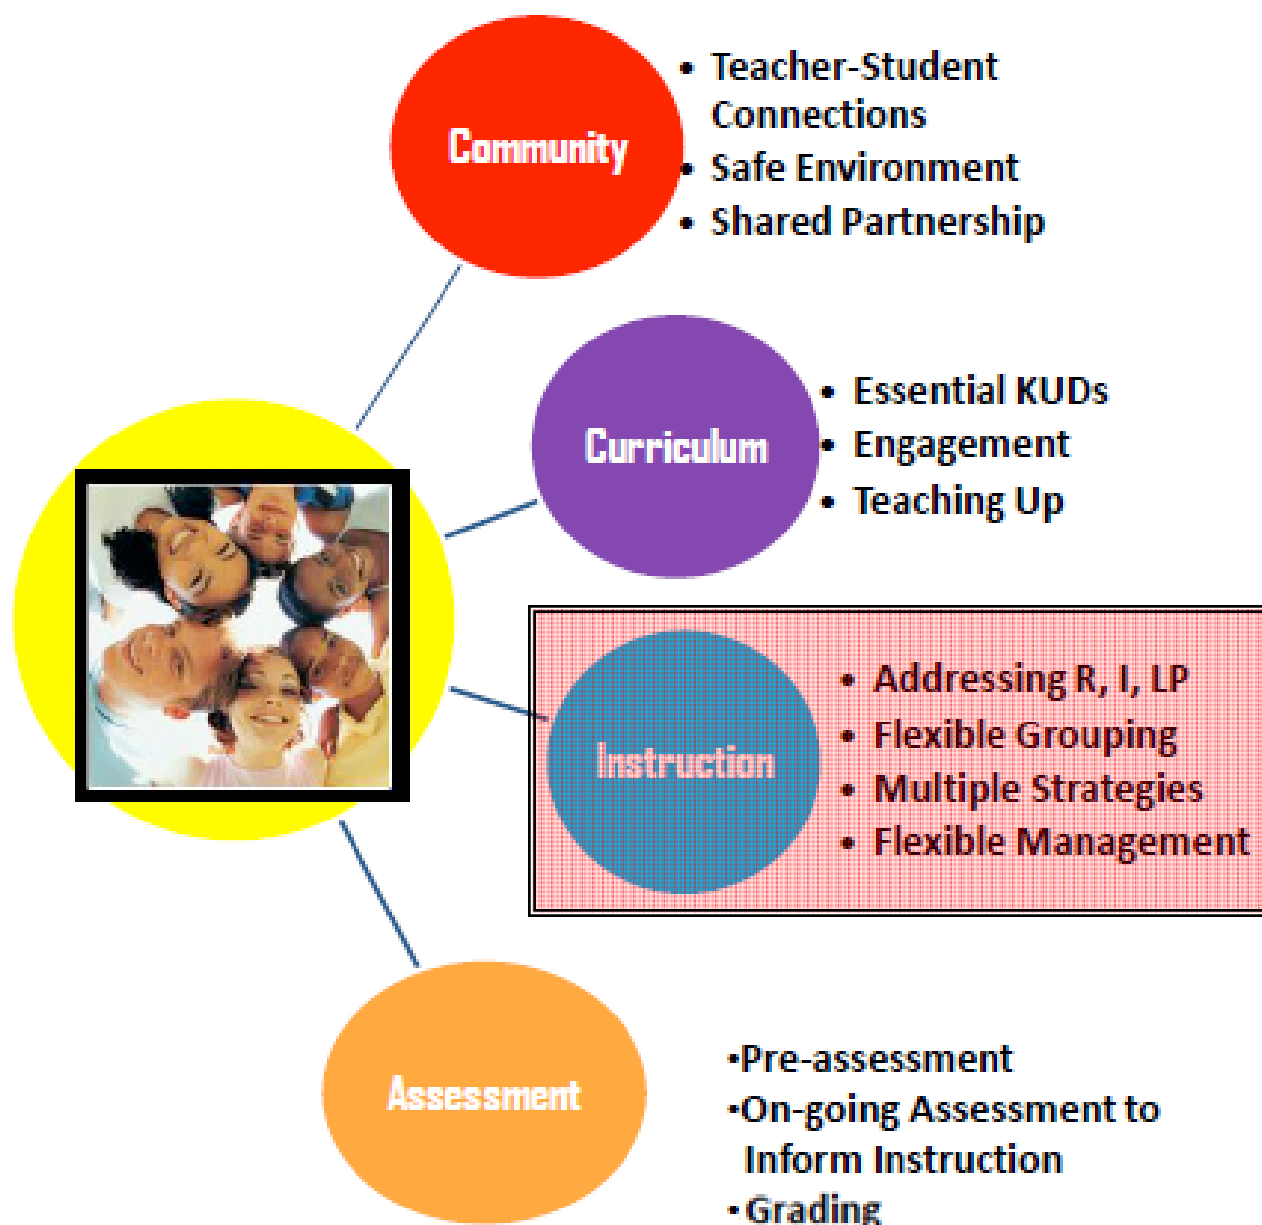 Community
• Teacher-Student
Connections
• Safe Environment
• Shared Partnership
Curriculum
• Essential KUDs
• Engagement
• Teaching Up
Instruction
• Addressing R, I, LP
• Flexible Grouping
• Multiple Strategies
• Flexible Management
Assessment
•Pre-assessment
•On-going Assessment to
Inform Instruction
•Grading